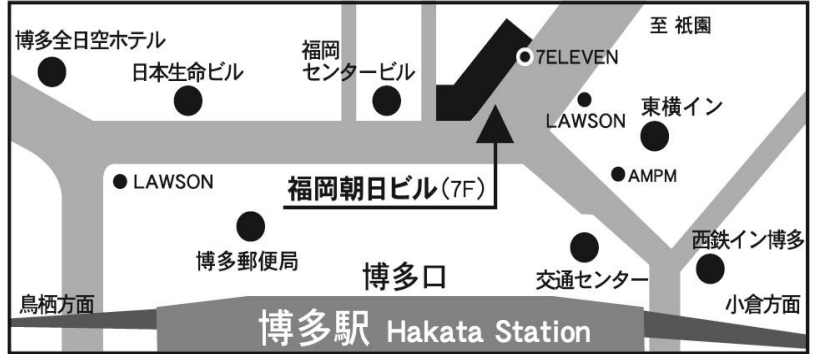 至 祇園
博多全日空ホテル
福岡
センタービル
7ELEVEN
日本生命ビル
LAWSON
東横イン
LAWSON
福岡朝日ビル(7F)
AMPM
博多郵便局
西鉄イン博多
博多口
交通センター
鳥栖方面
小倉方面
博多駅 Hakata Station